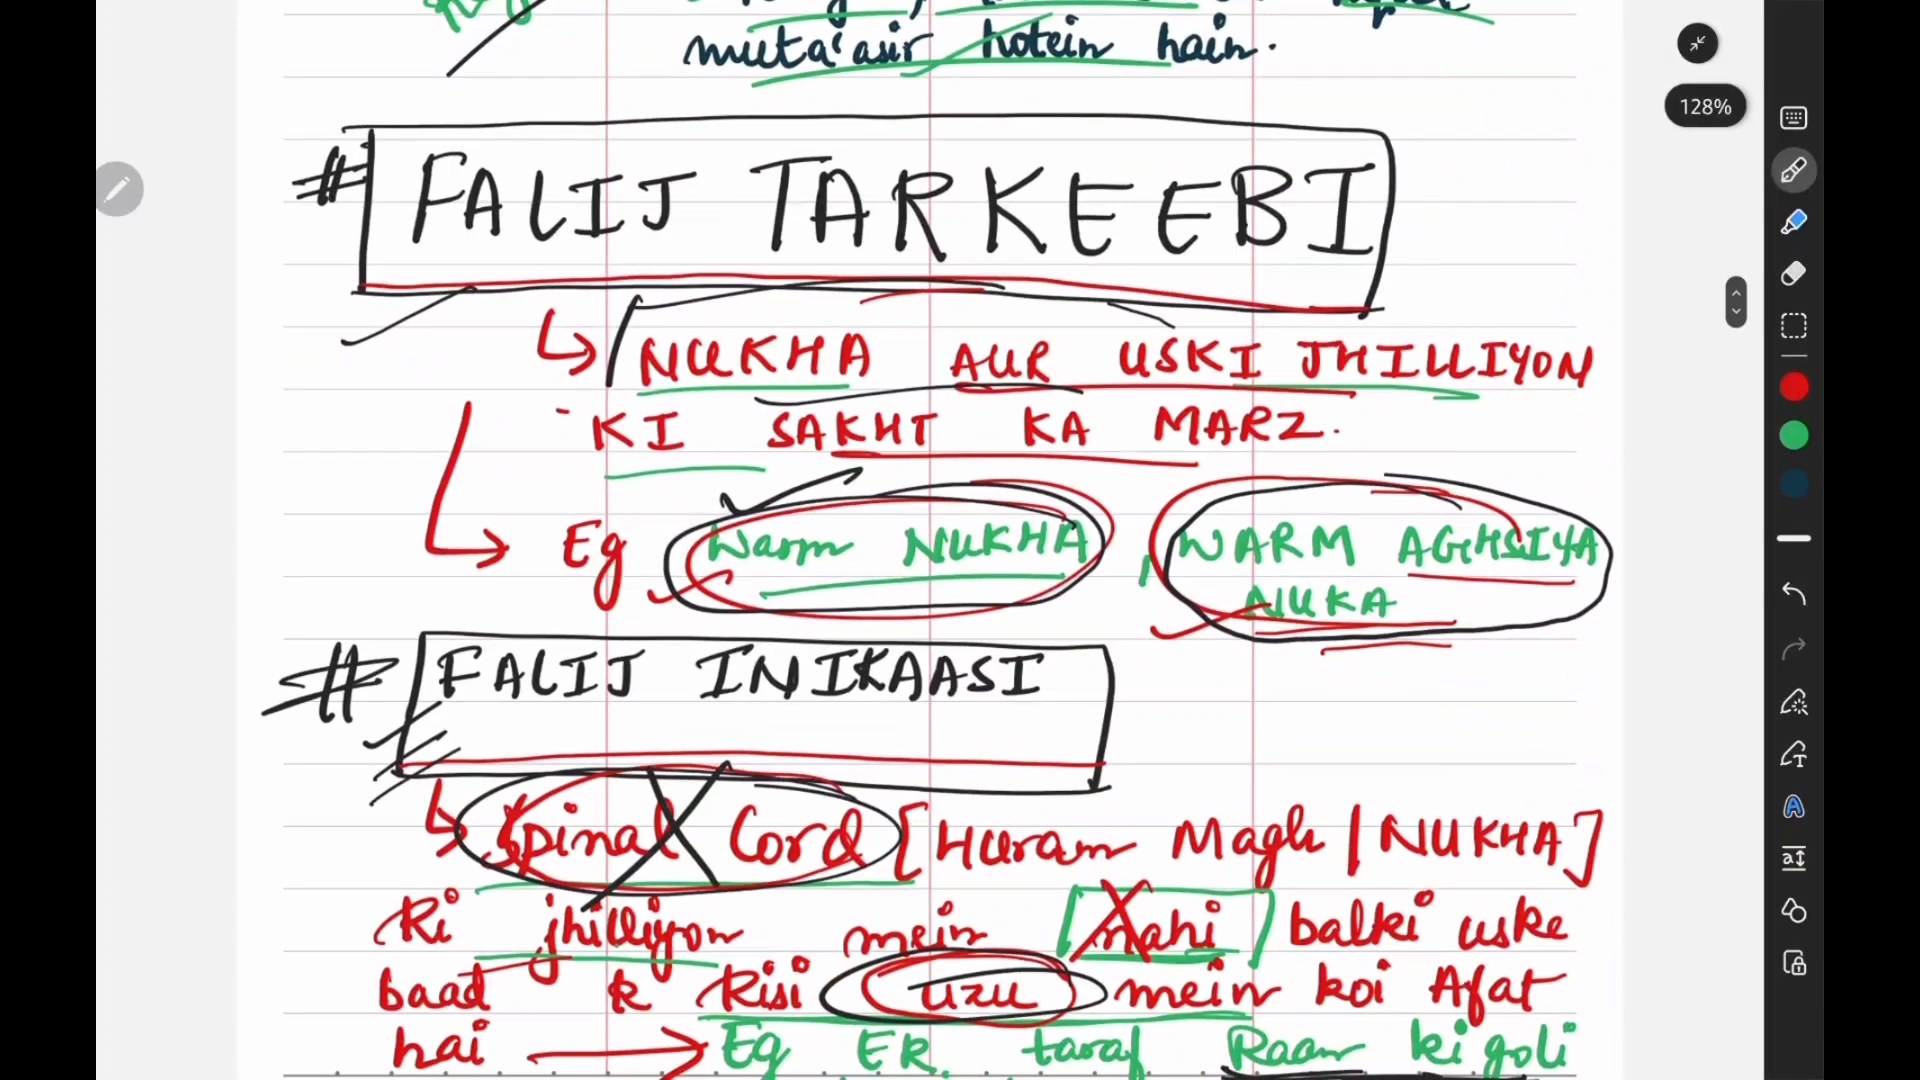 muta'asir hotein hain.
128%
# FALIJ TARKEEBI
NUKHA AUR USKI JHILLIYON
KI SAKHT KA MARZ.
Eg Warm NUKHA, WARM AGHSIYA
NUKA
# FALIJ INIKAASI
Spinal Cord [Huram Magh / NUKHA]
Ki jhilliyon mein nahi balki uske
baad k kisi uzu mein koi Afat
hai → Eg EK taraf Raan ki goli